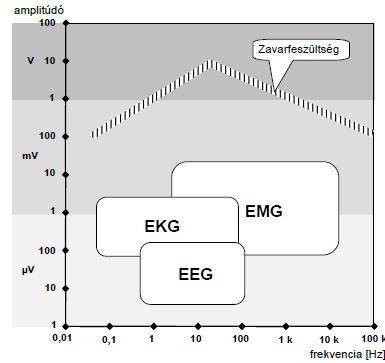 amplitúdó
100
Zavarfeszültség
V
10
1
100
mV
10
EMG
1
EKG
100
EEG
µV
10
1
0,01
0,1
1
10
100
1 k
10 k
100 k
frekvencia [Hz]